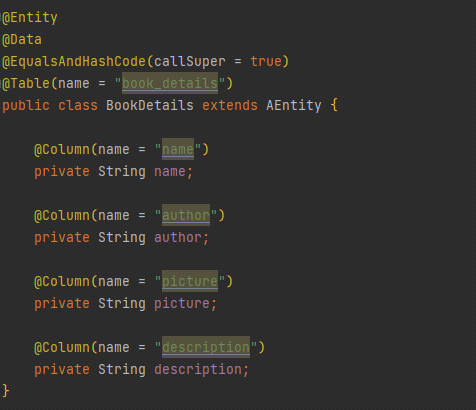 @Entity
@Data
@EqualsAndHashCode(callSuper = true)
@Table(name = "book_details")
public class BookDetails extends AEntity {
    @Column(name = "name")
    private String name;
    @Column(name = "author")
    private String author;
    @Column(name = "picture")
    private String picture;
    @Column(name = "description")
    private String description;
}